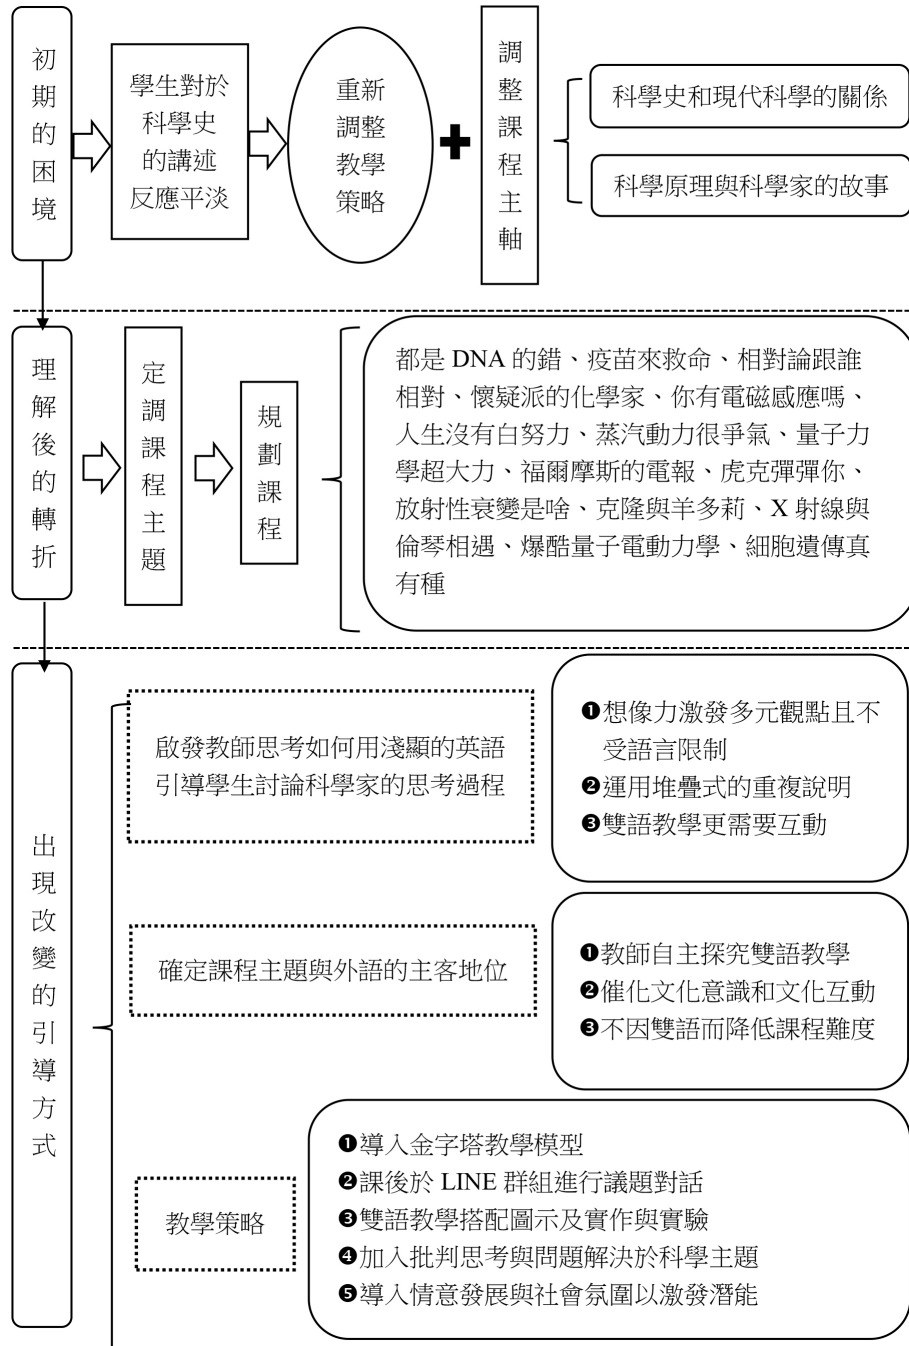 初期的困境
學生對於
科學史
的講述
反應平淡
重新
調整
教學
策略
調整課程主軸
科學史和現代科學的關係
科學原理與科學家的故事
理解後的轉折
定調課程主題
規劃課程
都是 DNA 的錯、疫苗來救命、相對論跟誰
相對、懷疑派的化學家、你有電磁感應嗎、
人生沒有白努力、蒸汽動力很爭氣、量子力
學超大力、福爾摩斯的電報、虎克彈彈你、
放射性衰變是啥、克隆與羊多莉、X 射線與
倫琴相遇、爆酷量子電動力學、細胞遺傳真
有種
出現改變的引導方式
啟發教師思考如何用淺顯的英語
引導學生討論科學家的思考過程
❶想像力激發多元觀點且不
受語言限制
❷運用堆疊式的重複說明
❸雙語教學更需要互動
確定課程主題與外語的主客地位
❶教師自主探究雙語教學
❷催化文化意識和文化互動
❸不因雙語而降低課程難度
教學策略
❶導入金字塔教學模型
❷課後於 LINE 群組進行議題對話
❸雙語教學搭配圖示及實作與實驗
❹加入批判思考與問題解決於科學主題
❺導入情意發展與社會氛圍以激發潛能